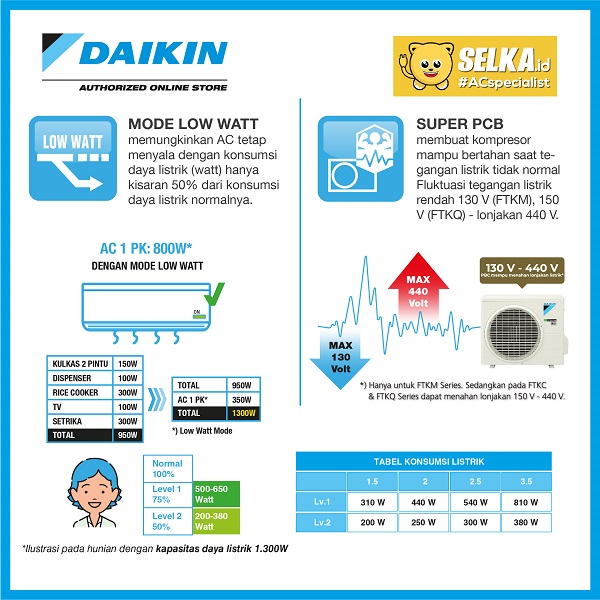 DAIKIN
AUTHORIZED ONLINE STORE
SELKA.id
#ACspecialist
LOW WATT
MODE LOW WATT
memungkinkan AC tetap
menyala dengan konsumsi
daya listrik (watt) hanya
kisaran 50% dari konsumsi
daya listrik normalnya.
AC 1 PK: 800W*
DENGAN MODE LOW WATT
ON
KULKAS 2 PINTU 150W
DISPENSER 100W
RICE COOKER 300W
TV 100W
SETRIKA 300W
TOTAL 950W
TOTAL 950W
AC 1 PK* 350W
TOTAL 1300W
*) Low Watt Mode
Normal
100%
Level 1
75%
500-650
Watt
Level 2
50%
200-380
Watt
*Ilustrasi pada hunian dengan kapasitas daya listrik 1.300W
SUPER PCB
membuat kompresor
mampu bertahan saat te-
gangan listrik tidak normal
Fluktuasi tegangan listrik
rendah 130 V (FTKM), 150
V (FTKQ) - lonjakan 440 V.
MAX
440
Volt
MAX
130
Volt
130 V - 440 V
PBC mampu menahan lonjakan listrik*
DAIKIN
*) Hanya untuk FTKM Series. Sedangkan pada FTKC
& FTKQ Series dapat menahan lonjakan 150 V - 440 V.
TABEL KONSUMSI LISTRIK
1.5 2 2.5 3.5
Lv.1 310 W 440 W 540 W 810 W
Lv.2 200 W 250 W 300 W 380 W